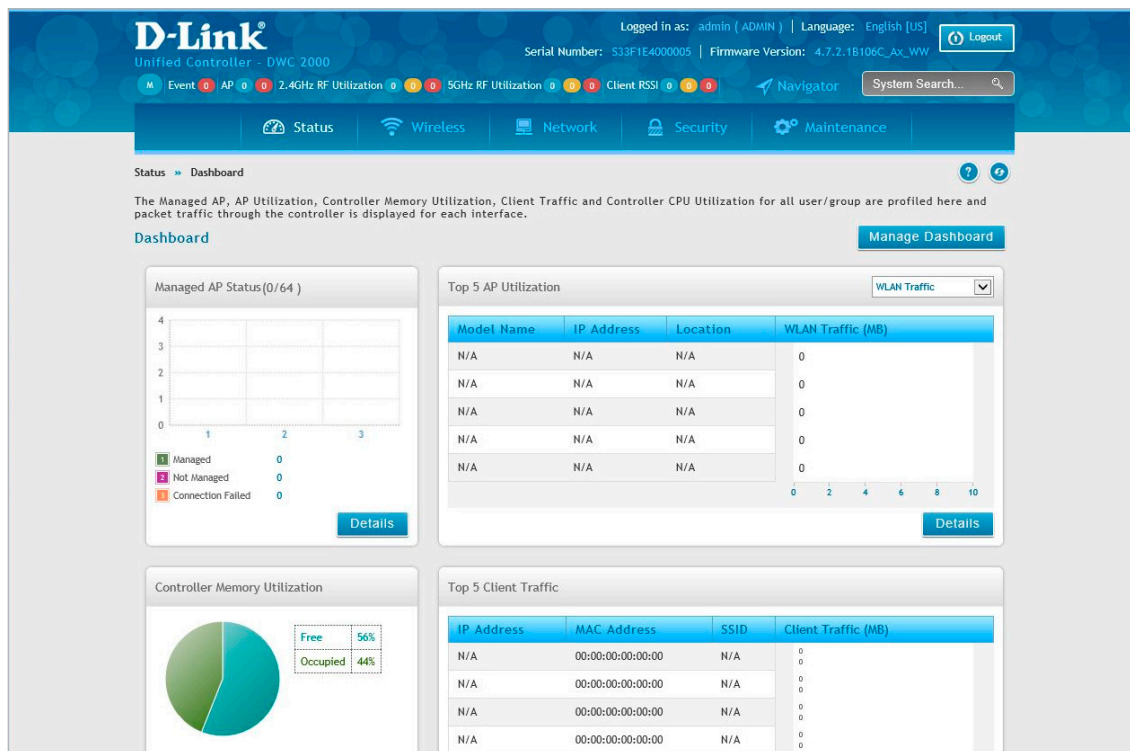 D-Link®
Unified Controller - DWC 2000
Logged in as: admin ( ADMIN ) | Language: English [US]
Logout
Serial Number: S33F1E4000005 | Firmware Version: 4.7.2.1B106C_Ax_WW
M Event 0 AP 0 0 2.4GHz RF Utilization 0 0 0 5GHz RF Utilization 0 0 0 Client RSSI 0 0 0 Navigator System Search...
Status Wireless Network Security Maintenance
Status » Dashboard
?
The Managed AP, AP Utilization, Controller Memory Utilization, Client Traffic and Controller CPU Utilization for all user/group are profiled here and
packet traffic through the controller is displayed for each interface.
Dashboard
Manage Dashboard
Managed AP Status(0/64 )
4
3
2
1
0
1 2 3
1 Managed 0
2 Not Managed 0
3 Connection Failed 0
Details
Top 5 AP Utilization
WLAN Traffic
Model Name IP Address Location WLAN Traffic (MB)
N/A N/A N/A 0
N/A N/A N/A 0
N/A N/A N/A 0
N/A N/A N/A 0
N/A N/A N/A 0
0 2 4 6 8 10
Details
Controller Memory Utilization
Free 56%
Occupied 44%
Top 5 Client Traffic
IP Address MAC Address SSID Client Traffic (MB)
N/A 00:00:00:00:00:00 N/A 0
0
N/A 00:00:00:00:00:00 N/A 0
0
N/A 00:00:00:00:00:00 N/A 0
0
N/A 00:00:00:00:00:00 N/A 0
0